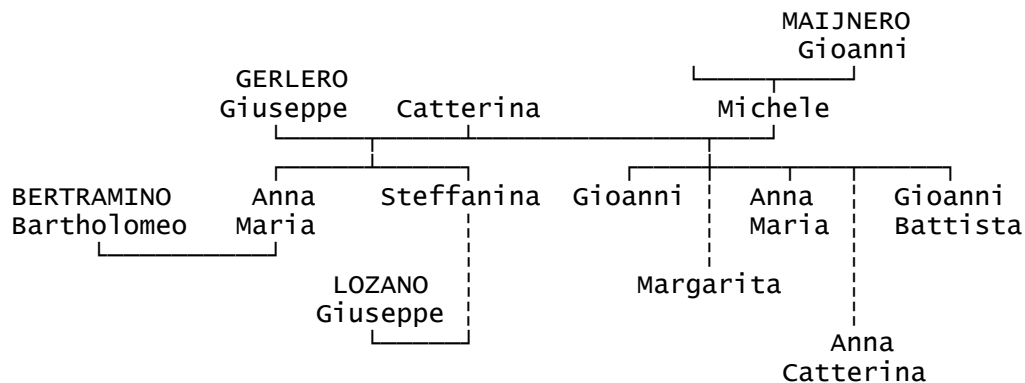 MAIJNERO
Gioanni
GERLERO
Giuseppe Catterina Michele
BERTRAMINO Anna Steffanina Gioanni Anna Gioanni
Bartholomeo Maria Maria Battista
LOZANO Margarita
Giuseppe
Anna
Catterina